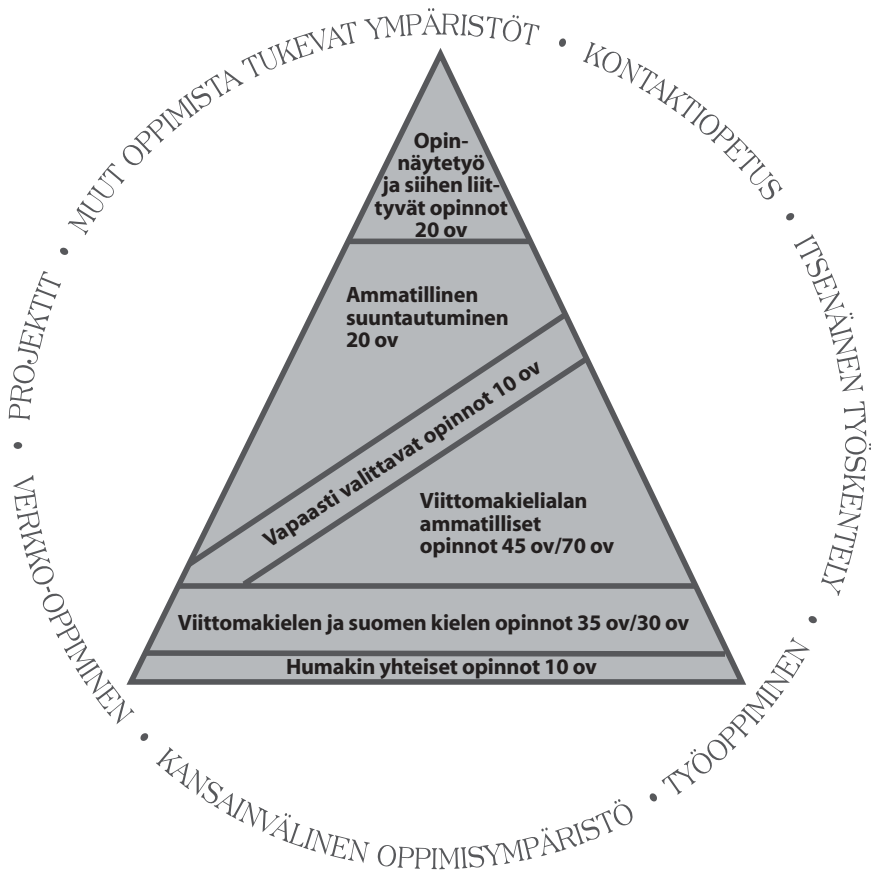 MUUT OPPIMISTA TUKEVAT YMPÄRISTÖT • KONTAKTIOPETUS • ITSENÄINEN TYÖSKENTELY • TYÖOPPIMINEN • KANSAINVÄLINEN OPPIMISYMPÄRISTÖ • VERKKO-OPPIMINEN • PROJEKTIT •
Opin-
näytetyö
ja siihen liit-
tyvät opinnot
20 ov
Ammatillinen
suuntautuminen
20 ov
Vapaasti valittavat opinnot 10 ov
Viittomakielialan
ammatilliset
opinnot 45 ov/70 ov
Viittomakielen ja suomen kielen opinnot 35 ov/30 ov
Humakin yhteiset opinnot 10 ov